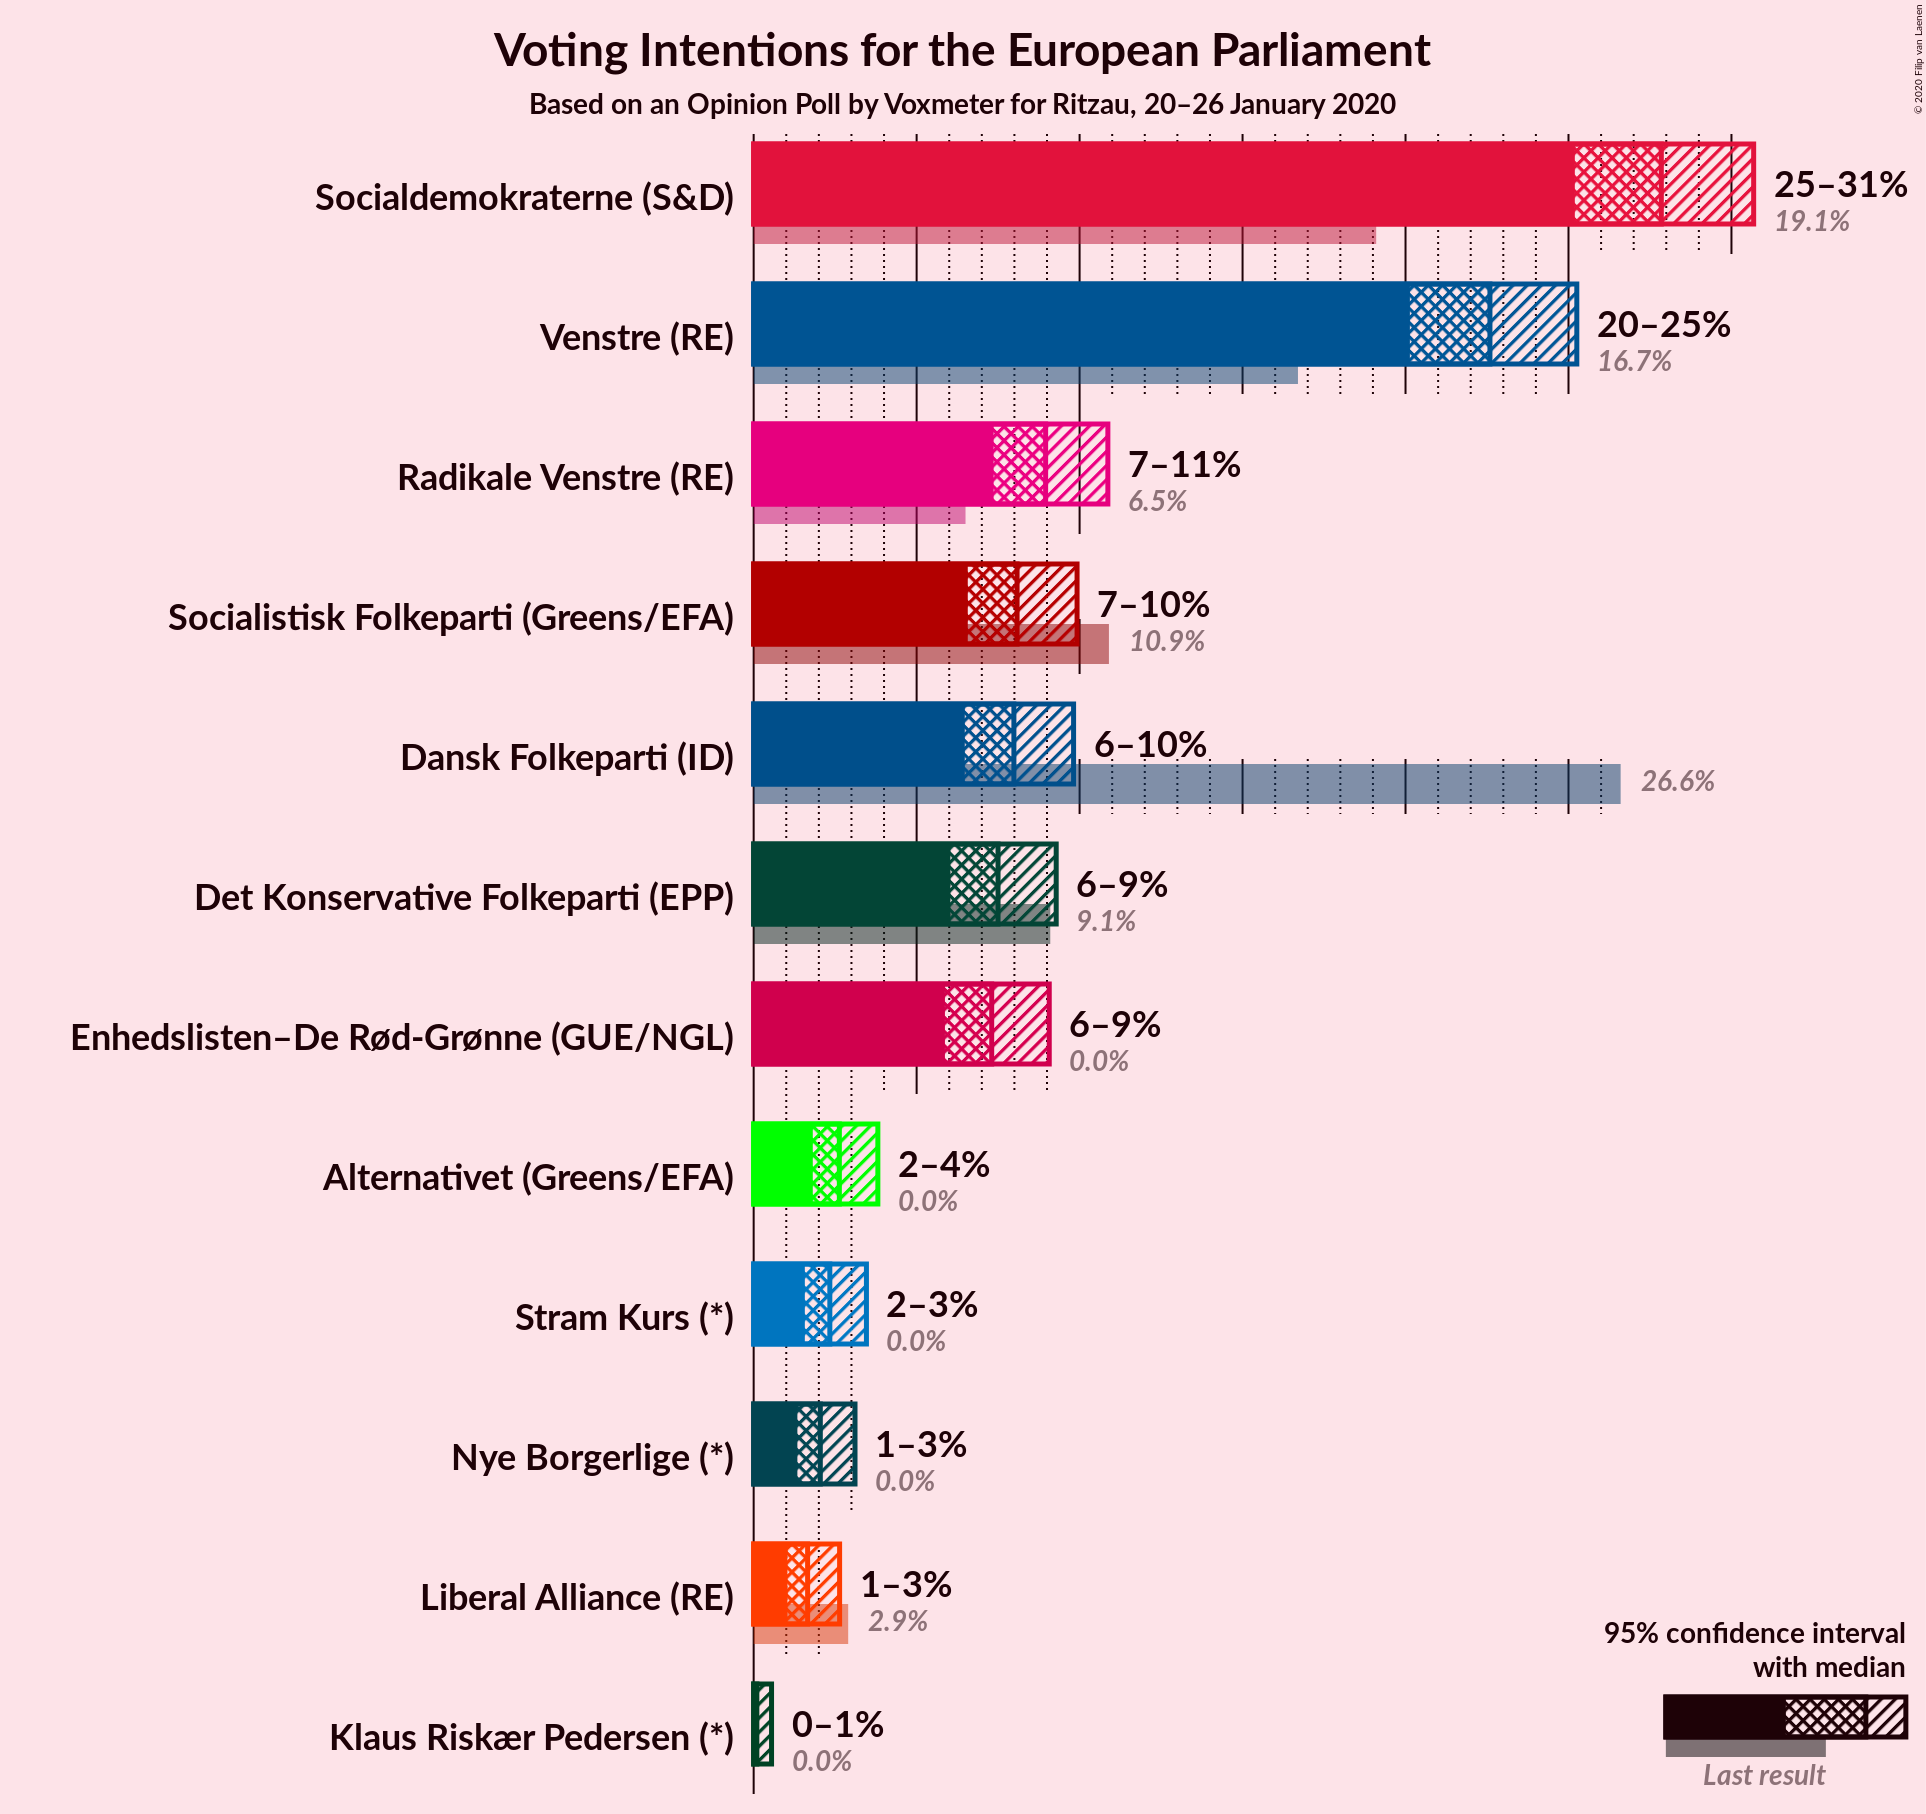 Voting Intentions for the European Parliament
Based on an Opinion Poll by Voxmeter for Ritzau, 20–26 January 2020
© 2020 Filip van Laenen
Socialdemokraterne (S&D)
25–31%
19.1%
Venstre (RE)
20–25%
16.7%
Radikale Venstre (RE)
7–11%
6.5%
Socialistisk Folkeparti (Greens/EFA)
7–10%
10.9%
Dansk Folkeparti (ID)
6–10%
26.6%
Det Konservative Folkeparti (EPP)
6–9%
9.1%
Enhedslisten–De Rød-Grønne (GUE/NGL)
6–9%
0.0%
Alternativet (Greens/EFA)
2–4%
0.0%
Stram Kurs (*)
2–3%
0.0%
Nye Borgerlige (*)
1–3%
0.0%
Liberal Alliance (RE)
1–3%
2.9%
Klaus Riskær Pedersen (*)
0–1%
0.0%
95% confidence interval
with median
Last result